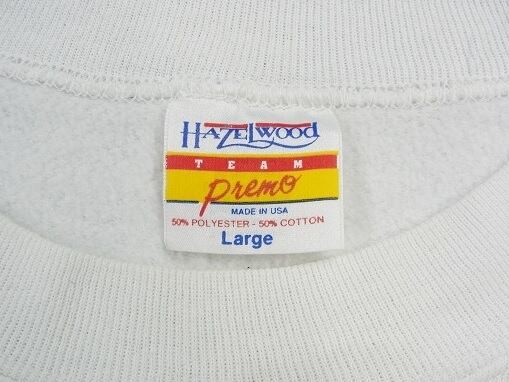 HAZELWOOD
TEAM
Premo
MADE IN USA
50% POLYESTER - 50% COTTON
Large